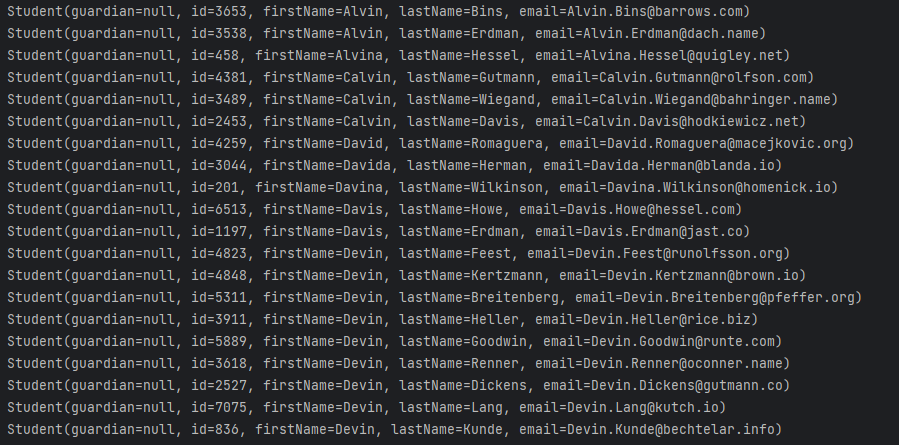 Student(guardian=null, id=3653, firstName=Alvin, lastName=Bins, email=Alvin.Bins@barrows.com)
Student(guardian=null, id=3538, firstName=Alvin, lastName=Erdman, email=Alvin.Erdman@dach.name)
Student(guardian=null, id=458, firstName=Alvina, lastName=Hessel, email=Alvina.Hessel@quigley.net)
Student(guardian=null, id=4381, firstName=Calvin, lastName=Gutmann, email=Calvin.Gutmann@rolfson.com)
Student(guardian=null, id=3489, firstName=Calvin, lastName=Wiegand, email=Calvin.Wiegand@bahringer.name)
Student(guardian=null, id=2453, firstName=Calvin, lastName=Davis, email=Calvin.Davis@hodkiewicz.net)
Student(guardian=null, id=4259, firstName=David, lastName=Romaguera, email=David.Romaguera@macejkovic.org)
Student(guardian=null, id=3044, firstName=Davida, lastName=Herman, email=Davida.Herman@blanda.io)
Student(guardian=null, id=201, firstName=Davina, lastName=Wilkinson, email=Davina.Wilkinson@homenick.io)
Student(guardian=null, id=6513, firstName=Davis, lastName=Howe, email=Davis.Howe@hessel.com)
Student(guardian=null, id=1197, firstName=Davis, lastName=Erdman, email=Davis.Erdman@jast.co)
Student(guardian=null, id=4823, firstName=Devin, lastName=Feest, email=Devin.Feest@runolfsson.org)
Student(guardian=null, id=4848, firstName=Devin, lastName=Kertzmann, email=Devin.Kertzmann@brown.io)
Student(guardian=null, id=5311, firstName=Devin, lastName=Breitenberg, email=Devin.Breitenberg@pfeffer.org)
Student(guardian=null, id=3911, firstName=Devin, lastName=Heller, email=Devin.Heller@rice.biz)
Student(guardian=null, id=5889, firstName=Devin, lastName=Goodwin, email=Devin.Goodwin@runte.com)
Student(guardian=null, id=3618, firstName=Devin, lastName=Renner, email=Devin.Renner@oconner.name)
Student(guardian=null, id=2527, firstName=Devin, lastName=Dickens, email=Devin.Dickens@gutmann.co)
Student(guardian=null, id=7075, firstName=Devin, lastName=Lang, email=Devin.Lang@kutch.io)
Student(guardian=null, id=836, firstName=Devin, lastName=Kunde, email=Devin.Kunde@bechtelar.info)